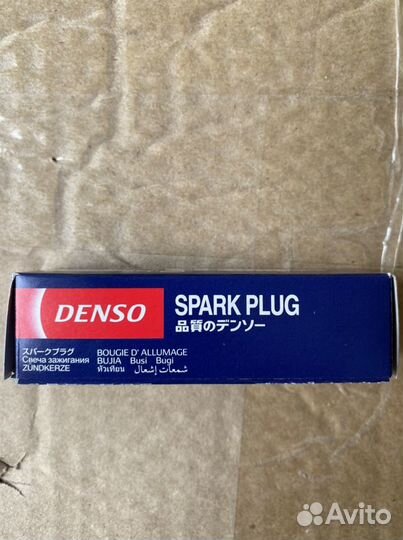 DENSO
SPARK PLUG
品質のデンソー
スパークプラグ
Свеча зажигания
ZÜNDKERZE
BOUGIE D' ALLUMAGE
BUJIA Busi Bugi
หัวเทียน شمعات إشعال
Avito